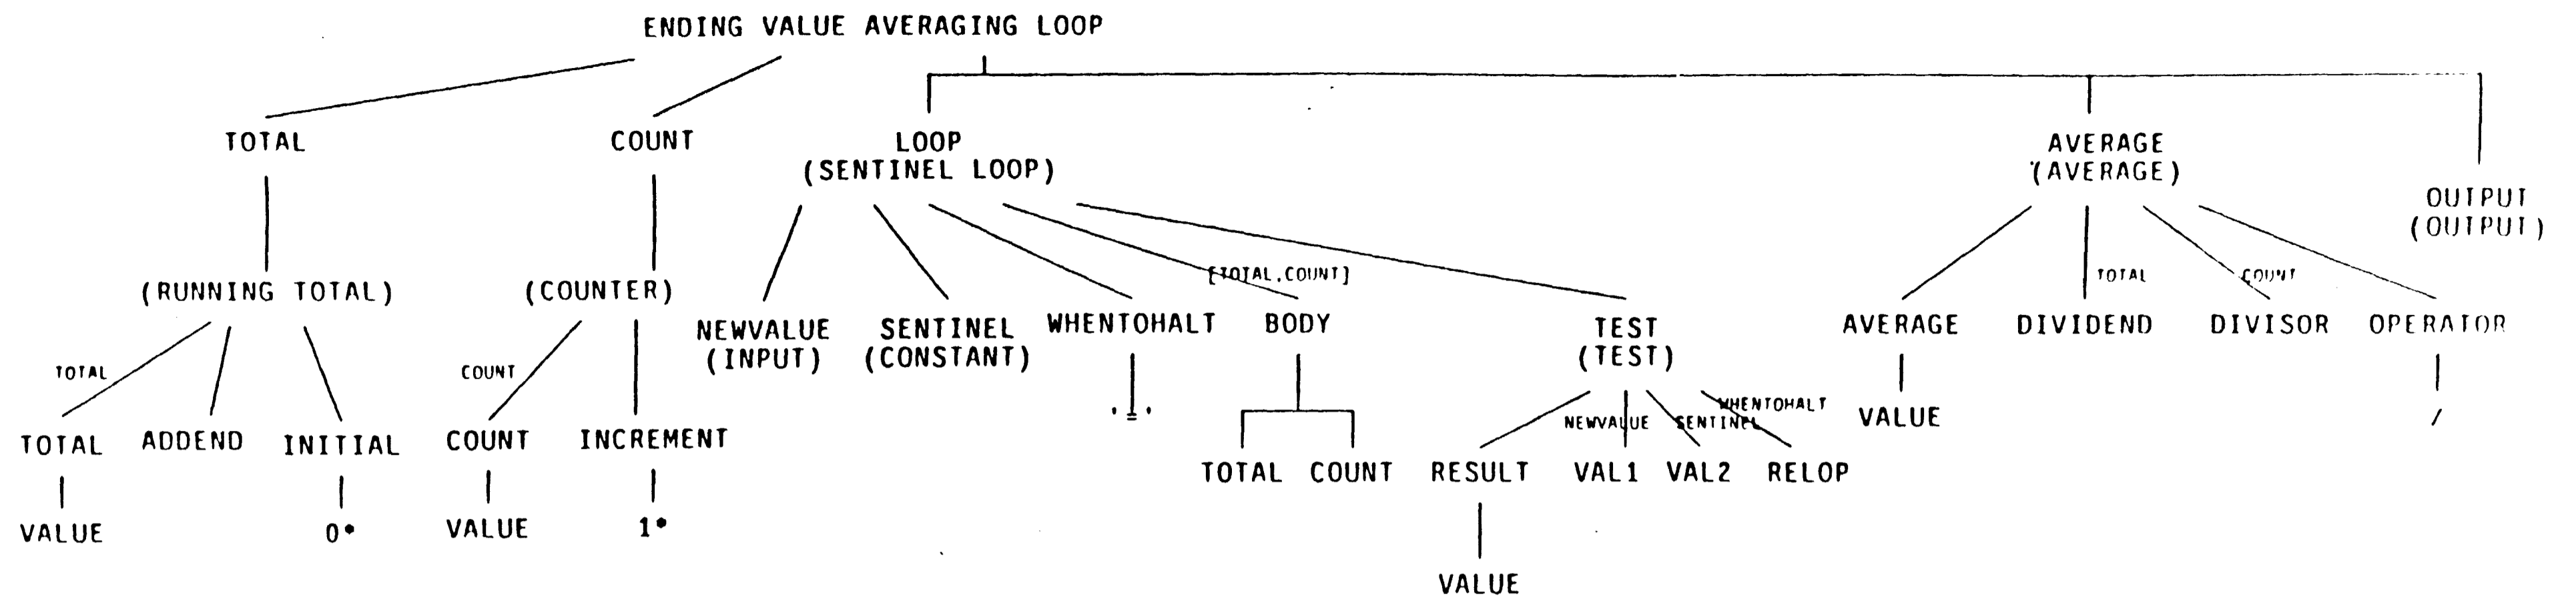 ENDING VALUE AVERAGING LOOP
TOTAL COUNT LOOP AVERAGE
(SENTINEL LOOP) (AVERAGE)
OUTPUT
(OUTPUT)
[TOTAL,COUNT] TOTAL COUNT
(RUNNING TOTAL) (COUNTER)
NEWVALUE SENTINEL WHENTOHALT BODY TEST AVERAGE DIVIDEND DIVISOR OPERATOR
(INPUT) (CONSTANT) (TEST)
TOTAL COUNT
'=' NEWVALUE SENTINEL WHENTOHALT VALUE /
TOTAL ADDEND INITIAL COUNT INCREMENT
TOTAL COUNT RESULT VAL1 VAL2 RELOP
VALUE 0* VALUE 1*
VALUE